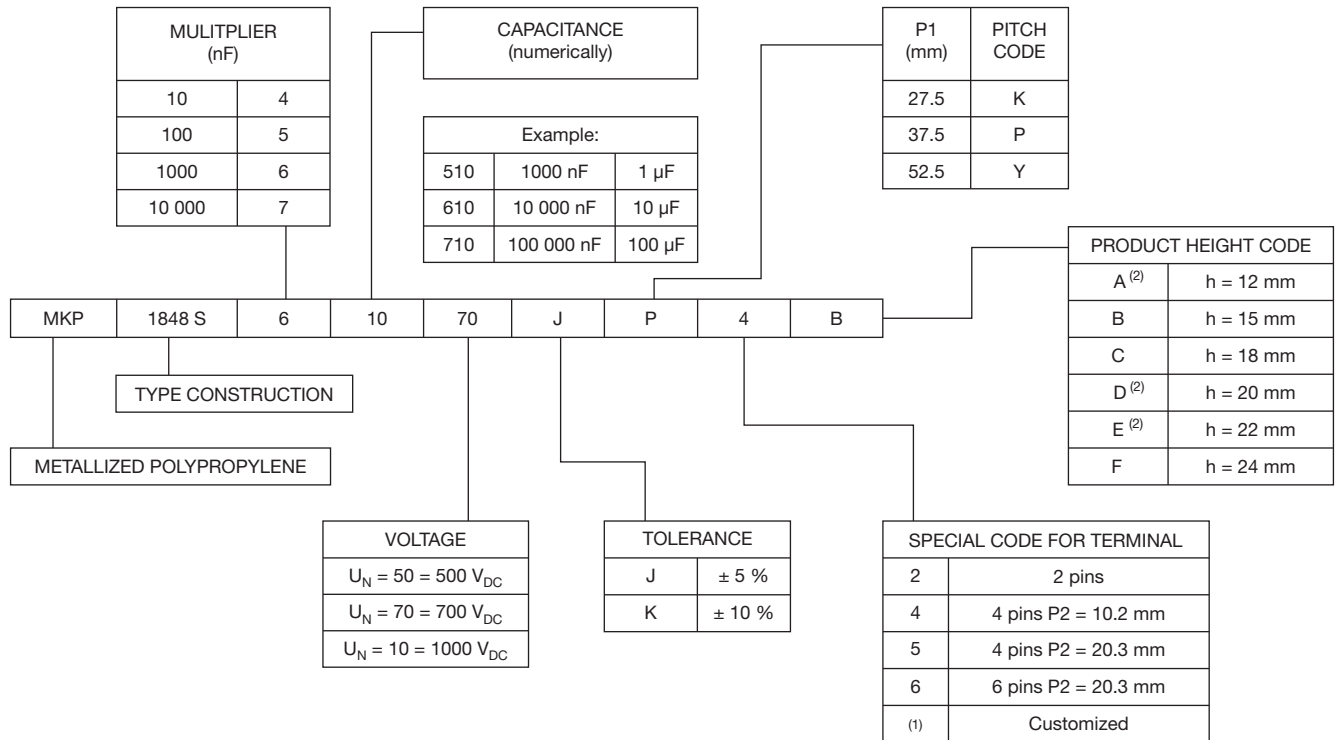 MULITPLIER
(nF)
10 4
100 5
1000 6
10 000 7
CAPACITANCE
(numerically)
Example:
510 1000 nF 1 µF
610 10 000 nF 10 µF
710 100 000 nF 100 µF
P1
(mm)
PITCH
CODE
27.5 K
37.5 P
52.5 Y
PRODUCT HEIGHT CODE
A (2) h = 12 mm
B h = 15 mm
C h = 18 mm
D (2) h = 20 mm
E (2) h = 22 mm
F h = 24 mm
MKP 1848 S 6 10 70 J P 4 B
TYPE CONSTRUCTION
METALLIZED POLYPROPYLENE
VOLTAGE
UN = 50 = 500 VDC
UN = 70 = 700 VDC
UN = 10 = 1000 VDC
TOLERANCE
J ± 5 %
K ± 10 %
SPECIAL CODE FOR TERMINAL
2 2 pins
4 4 pins P2 = 10.2 mm
5 4 pins P2 = 20.3 mm
6 6 pins P2 = 20.3 mm
(1) Customized